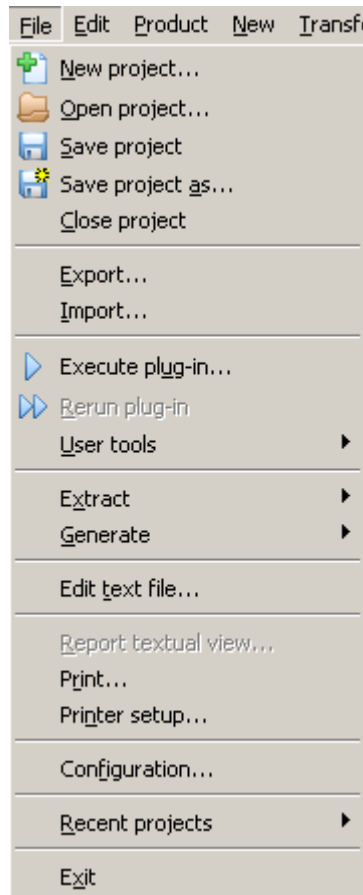 File Edit Product New Transf
New project...
Open project...
Save project
Save project as...
Close project
Export...
Import...
Execute plug-in...
Rerun plug-in
User tools
Extract
Generate
Edit text file...
Report textual view...
Print...
Printer setup...
Configuration...
Recent projects
Exit